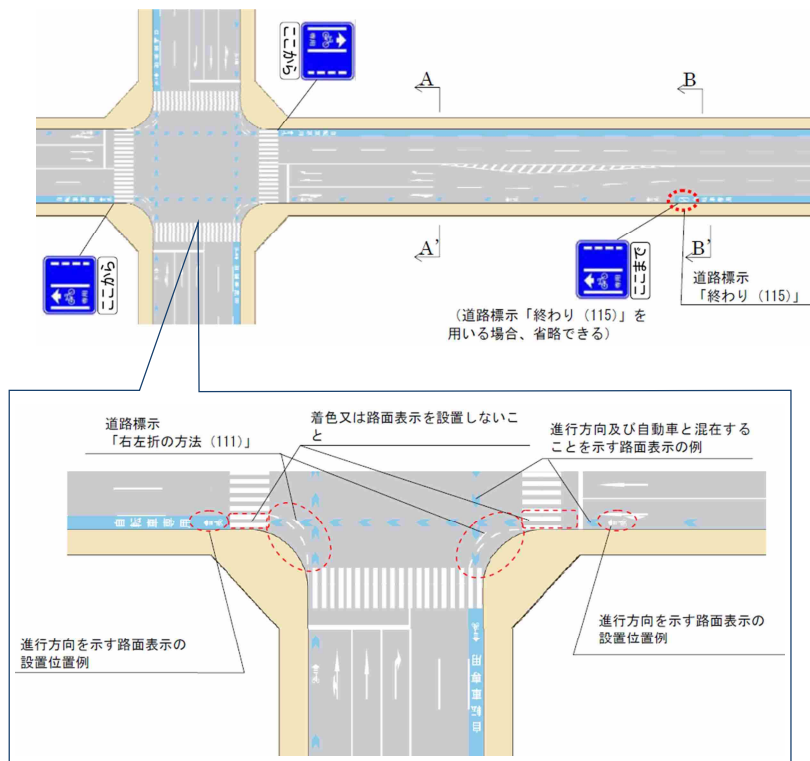 専用
ここから
A
B
A'
B'
ここから
専用
ここまで
専用
道路標示
「終わり（115）」
（道路標示「終わり（115）」を
用いる場合、省略できる）
道路標示
「右左折の方法（111）」
着色又は路面表示を設置しないこ
と
進行方向及び自動車と混在する
ことを示す路面表示の例
自転車専用
進行方向を示す路面表示の
設置位置例
進行方向を示す路面表示の
設置位置例
自転車専用